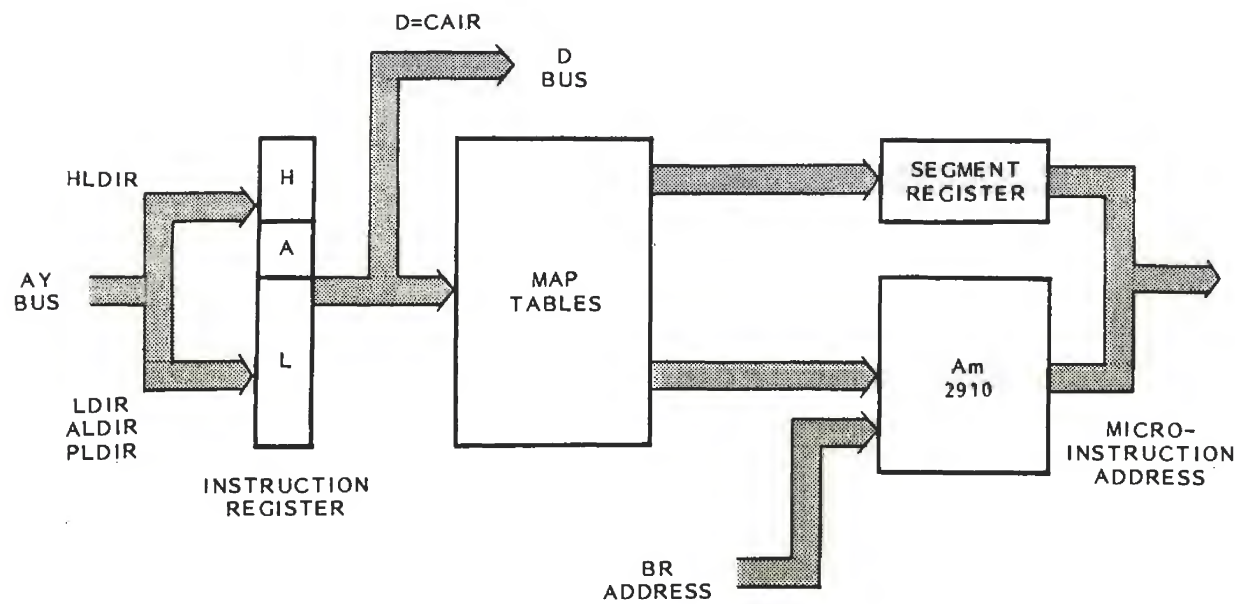 D=CAIR
D
BUS
HLDIR
H
A
L
AY
BUS
LDIR
ALDIR
PLDIR
INSTRUCTION
REGISTER
MAP
TABLES
SEGMENT
REGISTER
Am
2910
MICRO-
INSTRUCTION
ADDRESS
BR
ADDRESS